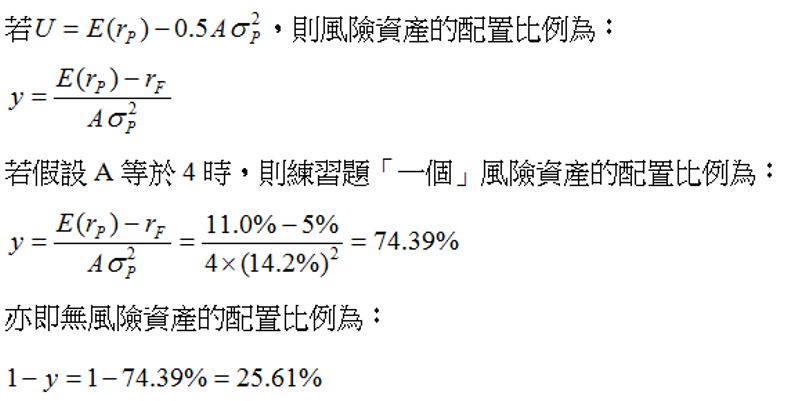 若 U = E(r_P) − 0.5Aσ_P^2，則風險資產的配置比例為：
y = \frac{E(r_P) − r_F}{Aσ_P^2}
若假設 A 等於 4 時，則練習題「一個」風險資產的配置比例為：
y = \frac{E(r_P) − r_F}{Aσ_P^2} = \frac{11.0% − 5%}{4×(14.2%)^2} = 74.39%
亦即無風險資產的配置比例為：
1 − y = 1 − 74.39% = 25.61%